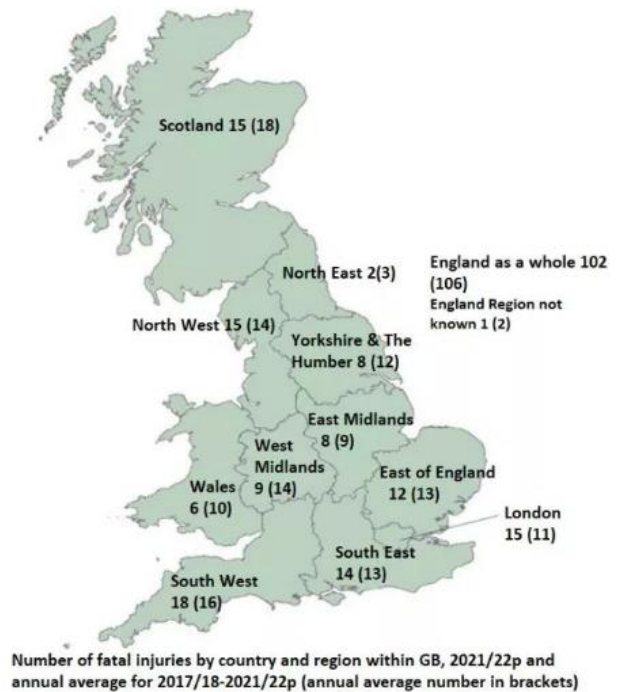 Scotland 15 (18)
North East 2(3)
England as a whole 102
(106)
England Region not
known 1 (2)
North West 15 (14)
Yorkshire & The
Humber 8 (12)
East Midlands
8 (9)
West
Midlands
9 (14)
East of England
12 (13)
Wales
6 (10)
London
15 (11)
South East
14 (13)
South West
18 (16)
Number of fatal injuries by country and region within GB, 2021/22p and
annual average for 2017/18-2021/22p (annual average number in brackets)